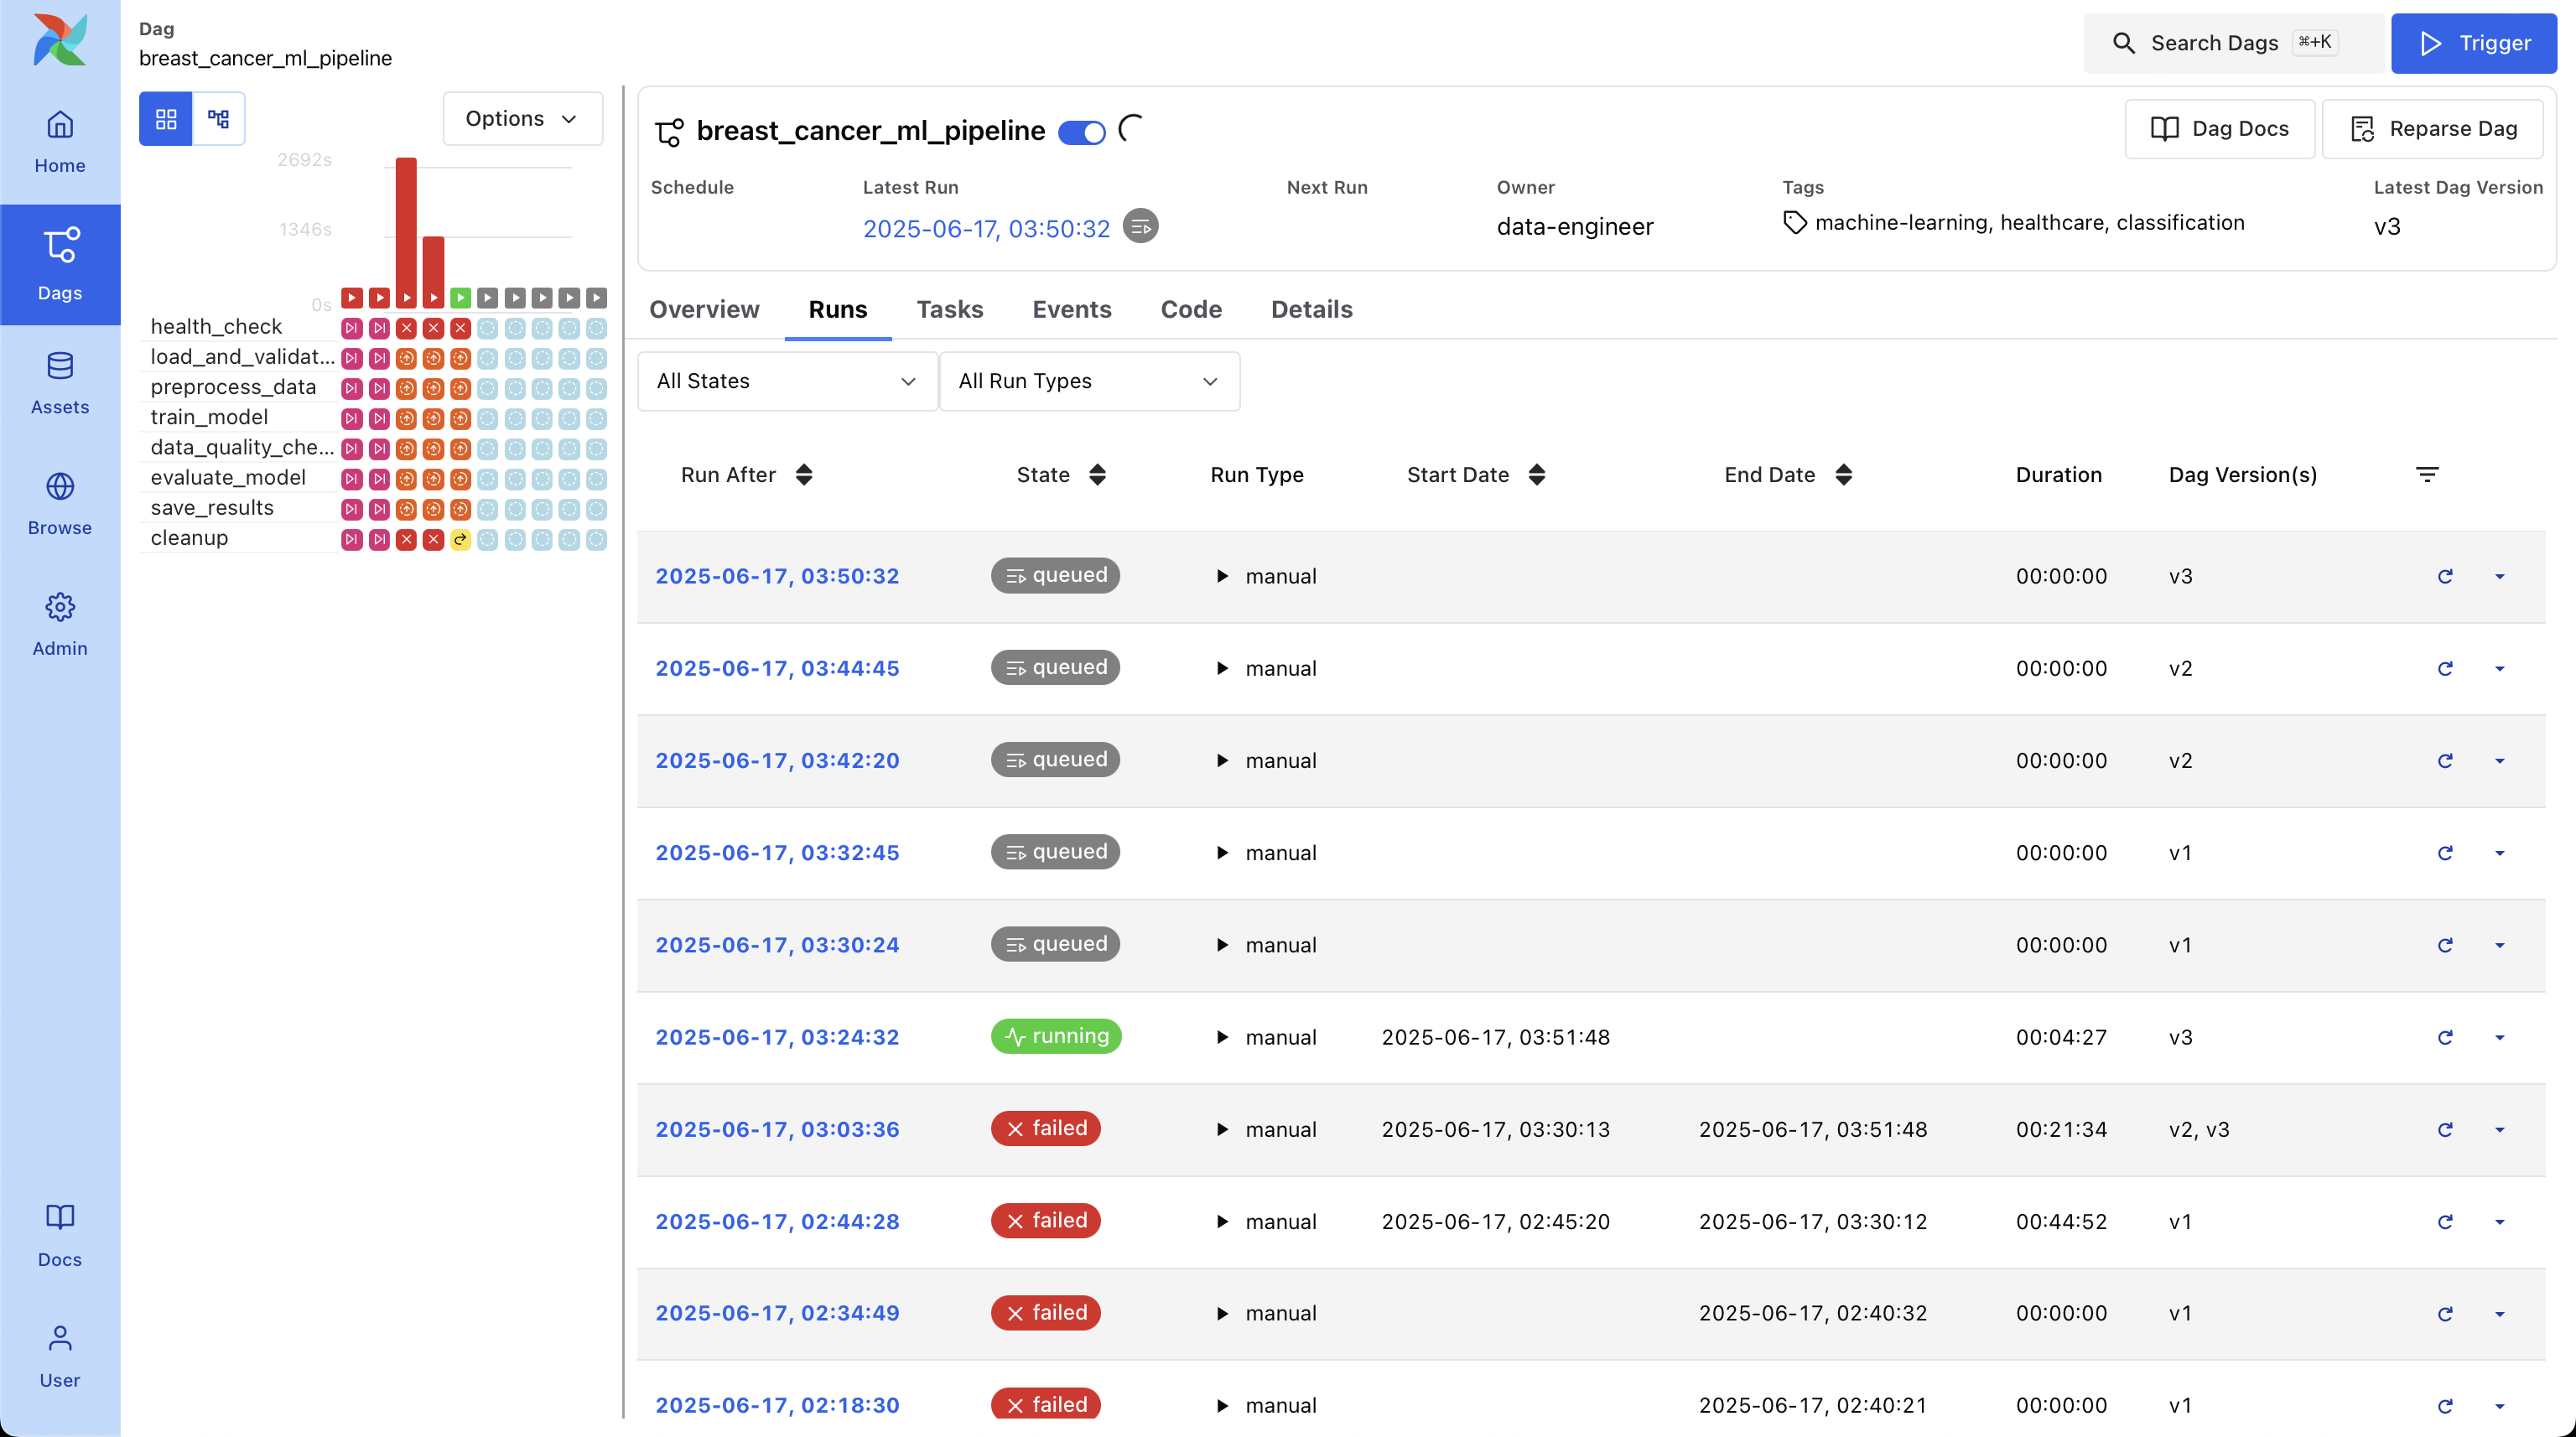 Home
Dags
Assets
Browse
Admin
Docs
User
Dag
breast_cancer_ml_pipeline
Search Dags ⌘+K
Trigger
Options
2692s
1346s
0s
health_check
load_and_validat...
preprocess_data
train_model
data_quality_che...
evaluate_model
save_results
cleanup
breast_cancer_ml_pipeline
Dag Docs
Reparse Dag
Schedule Latest Run Next Run Owner Tags Latest Dag Version
2025-06-17, 03:50:32 data-engineer machine-learning, healthcare, classification v3
Overview Runs Tasks Events Code Details
All States All Run Types
Run After State Run Type Start Date End Date Duration Dag Version(s)
2025-06-17, 03:50:32 queued manual 00:00:00 v3
2025-06-17, 03:44:45 queued manual 00:00:00 v2
2025-06-17, 03:42:20 queued manual 00:00:00 v2
2025-06-17, 03:32:45 queued manual 00:00:00 v1
2025-06-17, 03:30:24 queued manual 00:00:00 v1
2025-06-17, 03:24:32 running manual 2025-06-17, 03:51:48 00:04:27 v3
2025-06-17, 03:03:36 failed manual 2025-06-17, 03:30:13 2025-06-17, 03:51:48 00:21:34 v2, v3
2025-06-17, 02:44:28 failed manual 2025-06-17, 02:45:20 2025-06-17, 03:30:12 00:44:52 v1
2025-06-17, 02:34:49 failed manual 2025-06-17, 02:40:32 00:00:00 v1
2025-06-17, 02:18:30 failed manual 2025-06-17, 02:40:21 00:00:00 v1